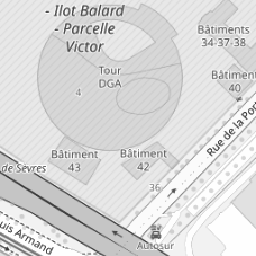 - Ilot Balard
- Parcelle
Victor
Tour
DGA
4
Bâtiments
34-37-38
Bâtiment
40
Rue de la Por
de Sèvres
Bâtiment
43
Bâtiment
42
36
uis Armand
Autosur